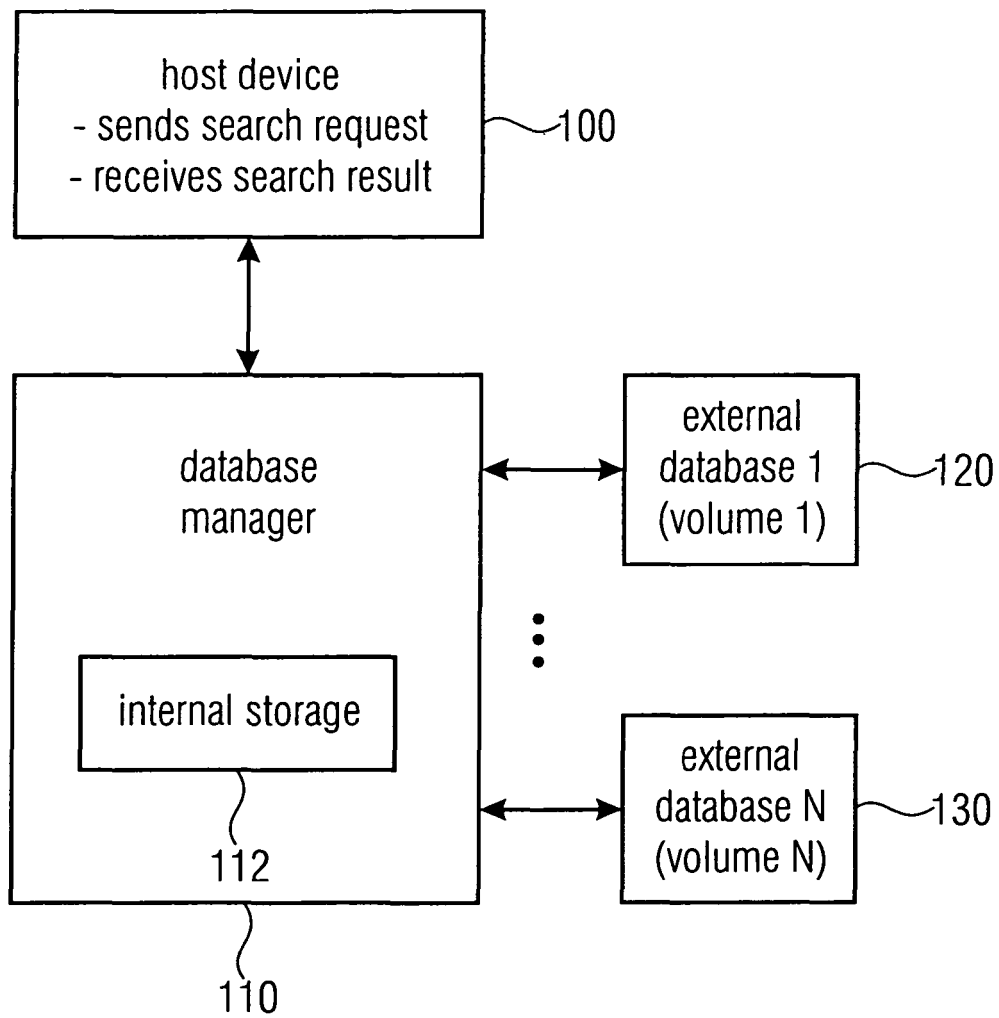 host device
- sends search request
- receives search result
100
database
manager
external
database 1
(volume 1)
120
internal storage
112
110
external
database N
(volume N)
130